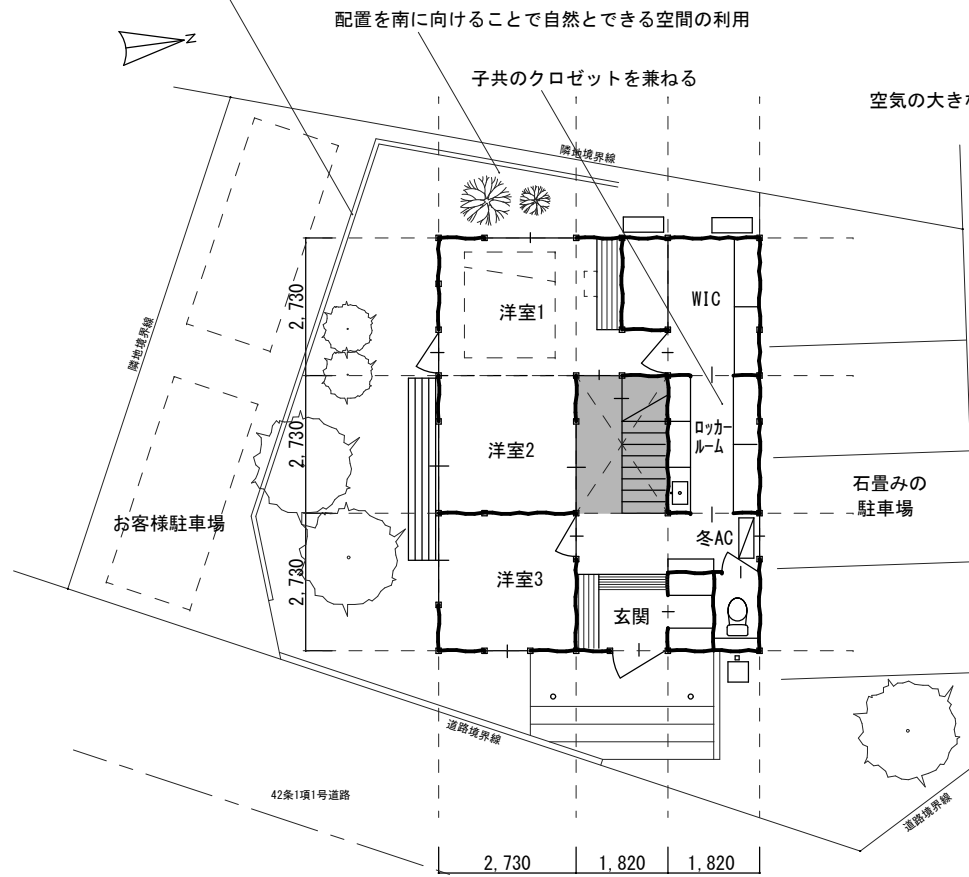 配置を南に向けることで自然とできる空間の利用
子共のクロゼットを兼ねる
空気の大きな
N
隣地境界線
隣地境界線
2,730
洋室1
WIC
2,730
洋室2
ロッカー
ルーム
石畳みの
駐車場
お客様駐車場
冬AC
2,730
洋室3
玄関
道路境界線
42条1項1号道路
道路境界線
2,730
1,820
1,820